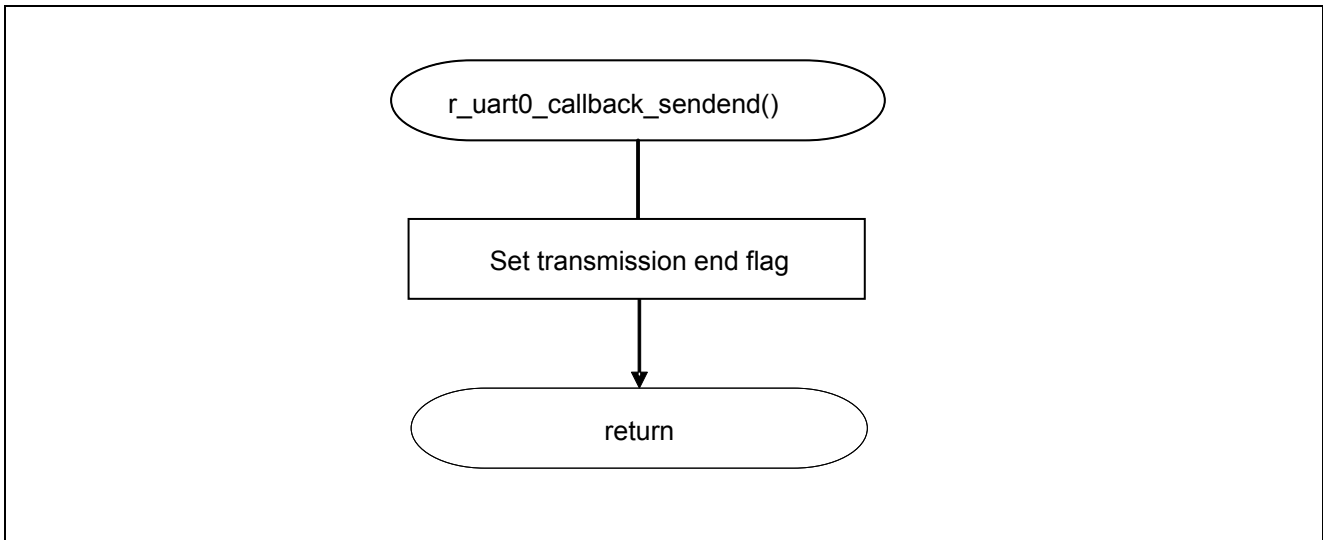 r_uart0_callback_sendend()
Set transmission end flag
return